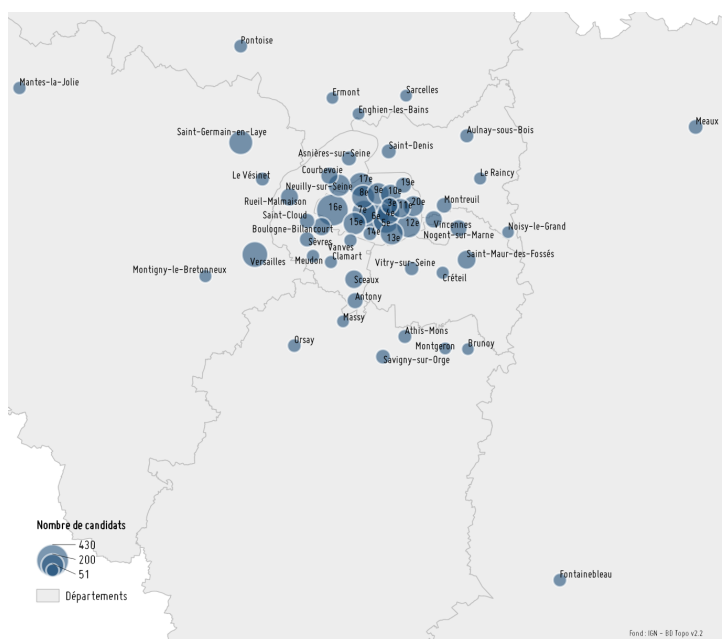 Pontoise
Mantes-la-Jolie
Ermont
Sarcelles
Enghien-les-Bains
Meaux
Saint-Germain-en-Laye
Aulnay-sous-Bois
Saint-Denis
Asnières-sur-Seine
Courbevoie
Le Raincy
Le Vésinet
17e
19e
Neuilly-sur-Seine
8e
9e
10e
Rueil-Malmaison
3e
11e
20e
Montreuil
16e
7e
4e
Saint-Cloud
6e
Vincennes
15e
5e
12e
Noisy-le-Grand
Boulogne-Billancourt
14e
13e
Nogent-sur-Marne
Sèvres
Vanves
Saint-Maur-des-Fossés
Versailles
Meudon
Clamart
Vitry-sur-Seine
Montigny-le-Bretonneux
Sceaux
Créteil
Antony
Massy
Athis-Mons
Orsay
Montgeron
Brunoy
Savigny-sur-Orge
Nombre de candidats
430
200
51
Départements
Fontainebleau
Fond : IGN - BD Topo v2.2